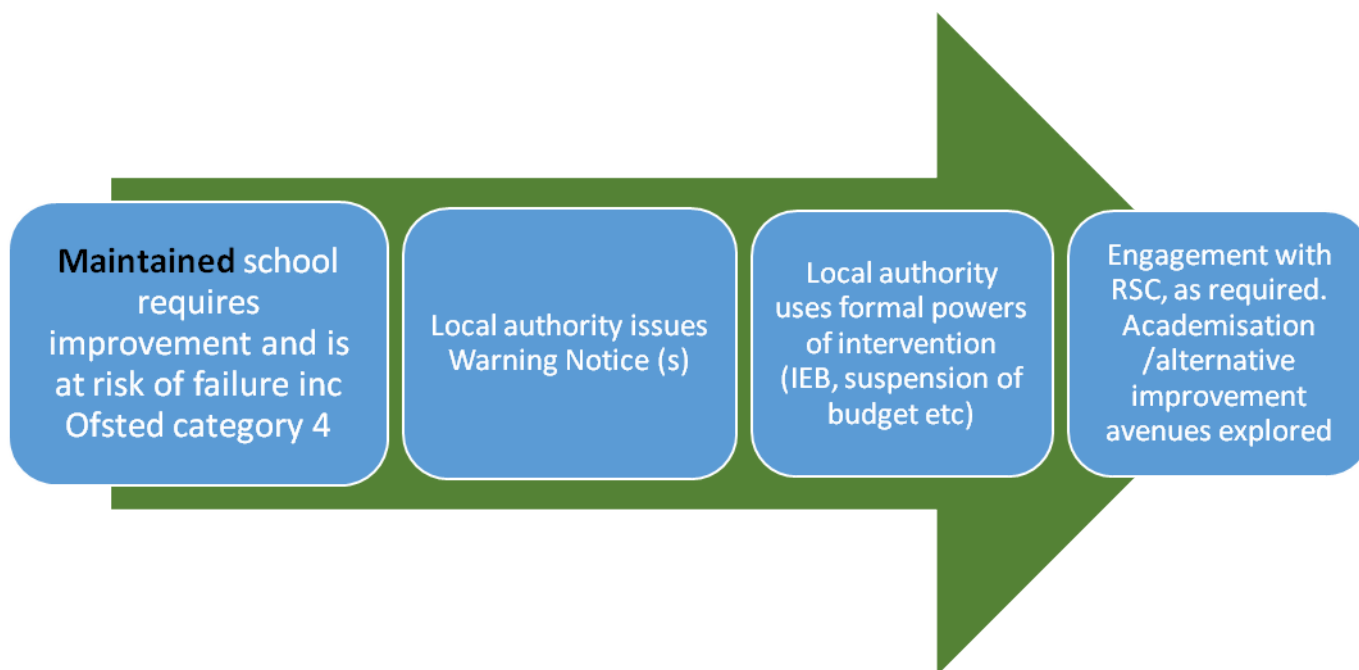 Maintained school
requires
improvement and is
at risk of failure inc
Ofsted category 4
Local authority issues
Warning Notice (s)
Local authority
uses formal powers
of intervention
(IEB, suspension of
budget etc)
Engagement with
RSC, as required.
Academisation
/alternative
improvement
avenues explored